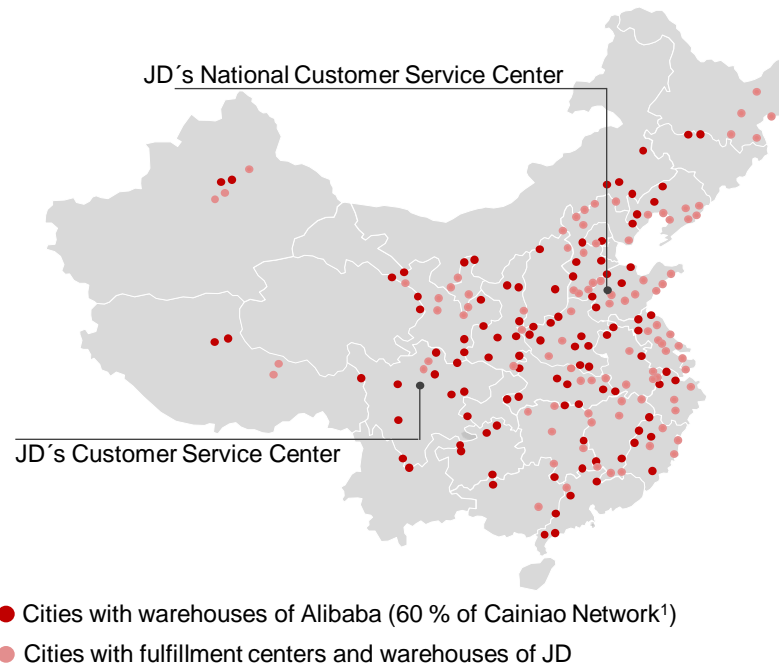 JD´s National Customer Service Center
JD´s Customer Service Center
Cities with warehouses of Alibaba (60 % of Cainiao Network¹)
Cities with fulfillment centers and warehouses of JD